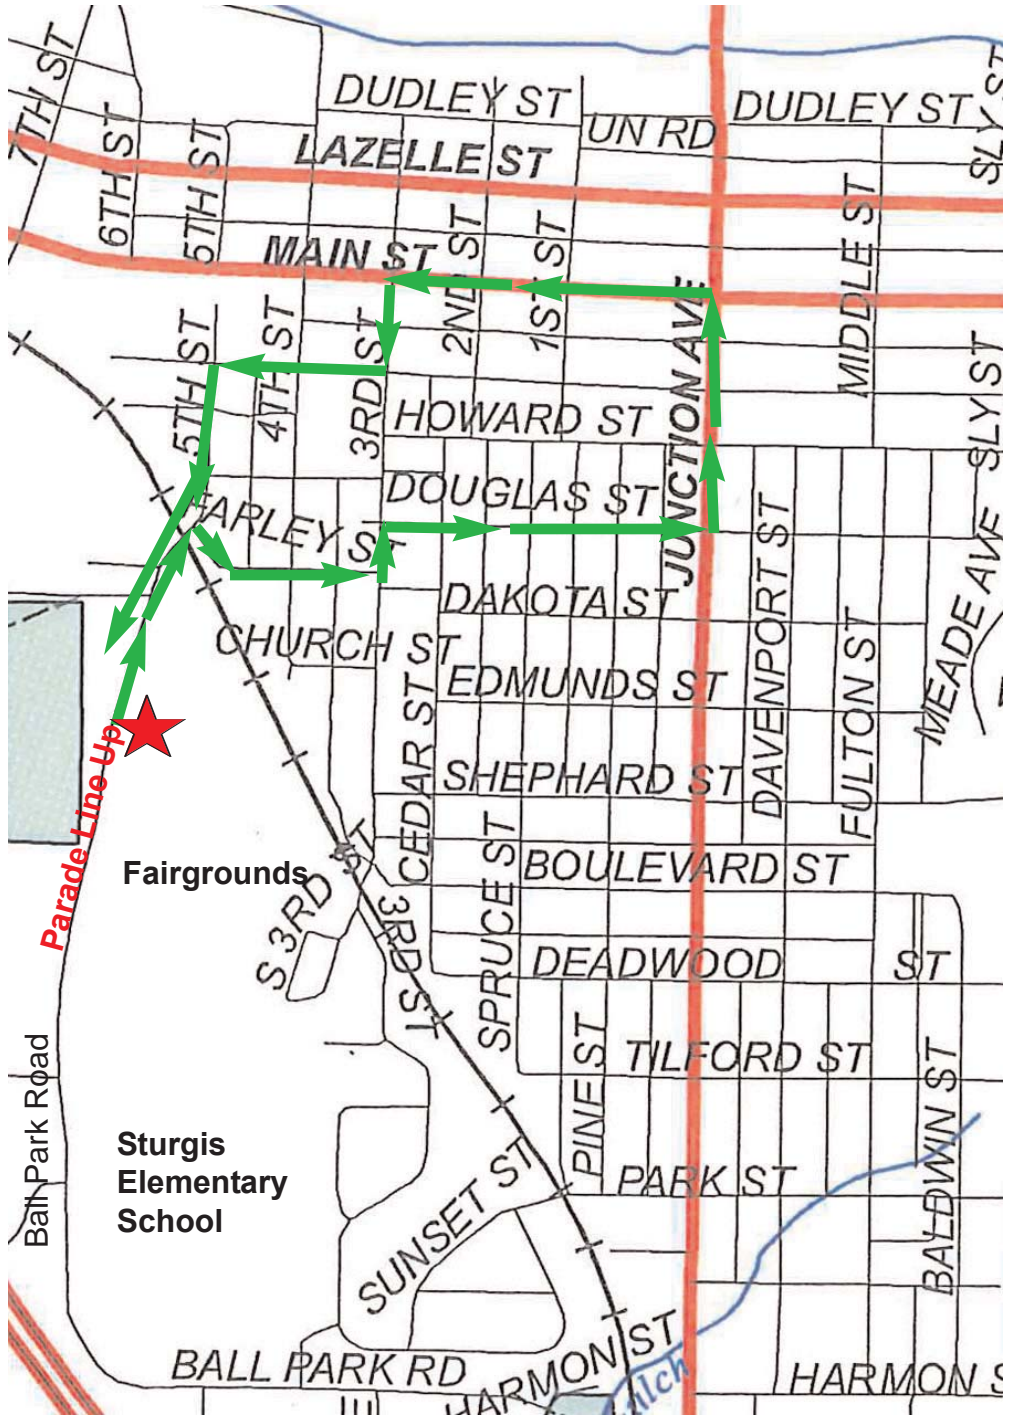 DUDLEY ST
DUDLEY ST
SLY ST
7TH ST
6TH ST
5TH ST
UN RD
LAZELLE ST
MAIN ST
2ND ST
1ST ST
MIDDLE ST
JUNCTION AVE
5TH ST
4TH ST
3RD ST
SLY ST
HOWARD ST
DOUGLAS ST
FARLEY ST
DAKOTA ST
DAVENPORT ST
MEADE AVE
CHURCH ST
EDMUNDS ST
FULTON ST
CEDAR ST
SHEPHARD ST
Parade Line Up
SPRUCE ST
BOULEVARD ST
Fairgrounds
S 3RD ST
3RD ST
DEADWOOD ST
PINE ST
TILFORD ST
BALDWIN ST
Ball Park Road
Sturgis
Elementary
School
SUNSET ST
PARK ST
BALL PARK RD
HARMON ST
HARMON S
ulch